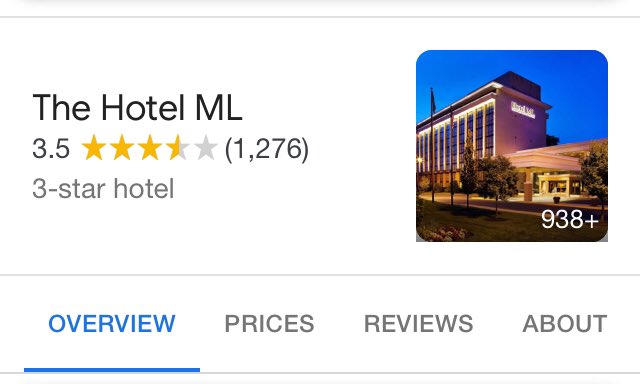 The Hotel ML
3.5 (1,276)
3-star hotel
938+
OVERVIEW PRICES REVIEWS ABOUT